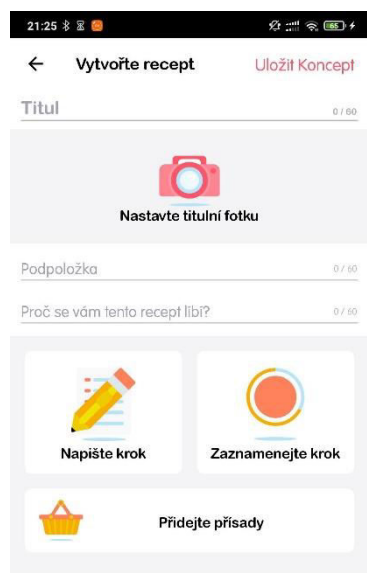 21:25
65
Vytvořte recept
Uložit Koncept
Titul
0 / 60
Nastavte titulní fotku
Podpoložka
0 / 60
Proč se vám tento recept líbí?
0 / 60
Napište krok
Zaznamenejte krok
Přidejte přísady